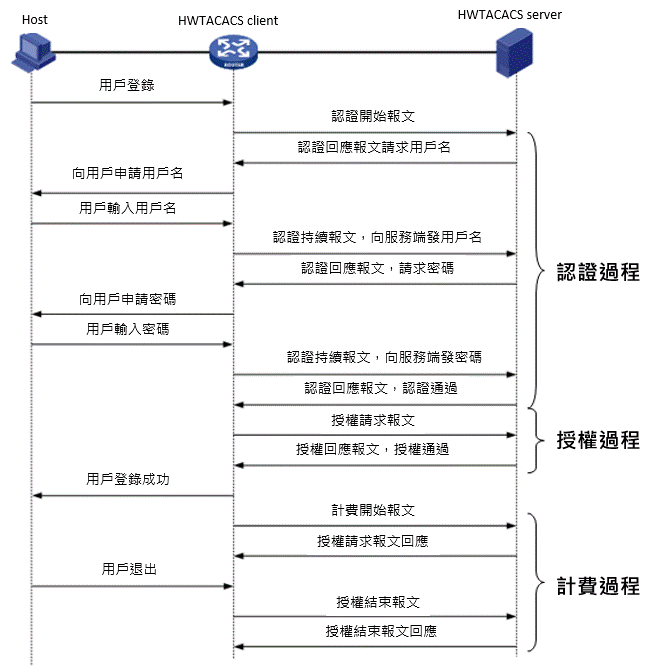 Host
HWTACACS client
HWTACACS server
ROUTER
用戶登錄
認證開始報文
認證回應報文請求用戶名
向用戶申請用戶名
用戶輸入用戶名
認證持續報文，向服務端發用戶名
認證回應報文，請求密碼
認證過程
向用戶申請密碼
用戶輸入密碼
認證持續報文，向服務端發密碼
認證回應報文，認證通過
授權請求報文
授權過程
授權回應報文，授權通過
用戶登錄成功
計費開始報文
授權請求報文回應
用戶退出
計費過程
授權結束報文
授權結束報文回應